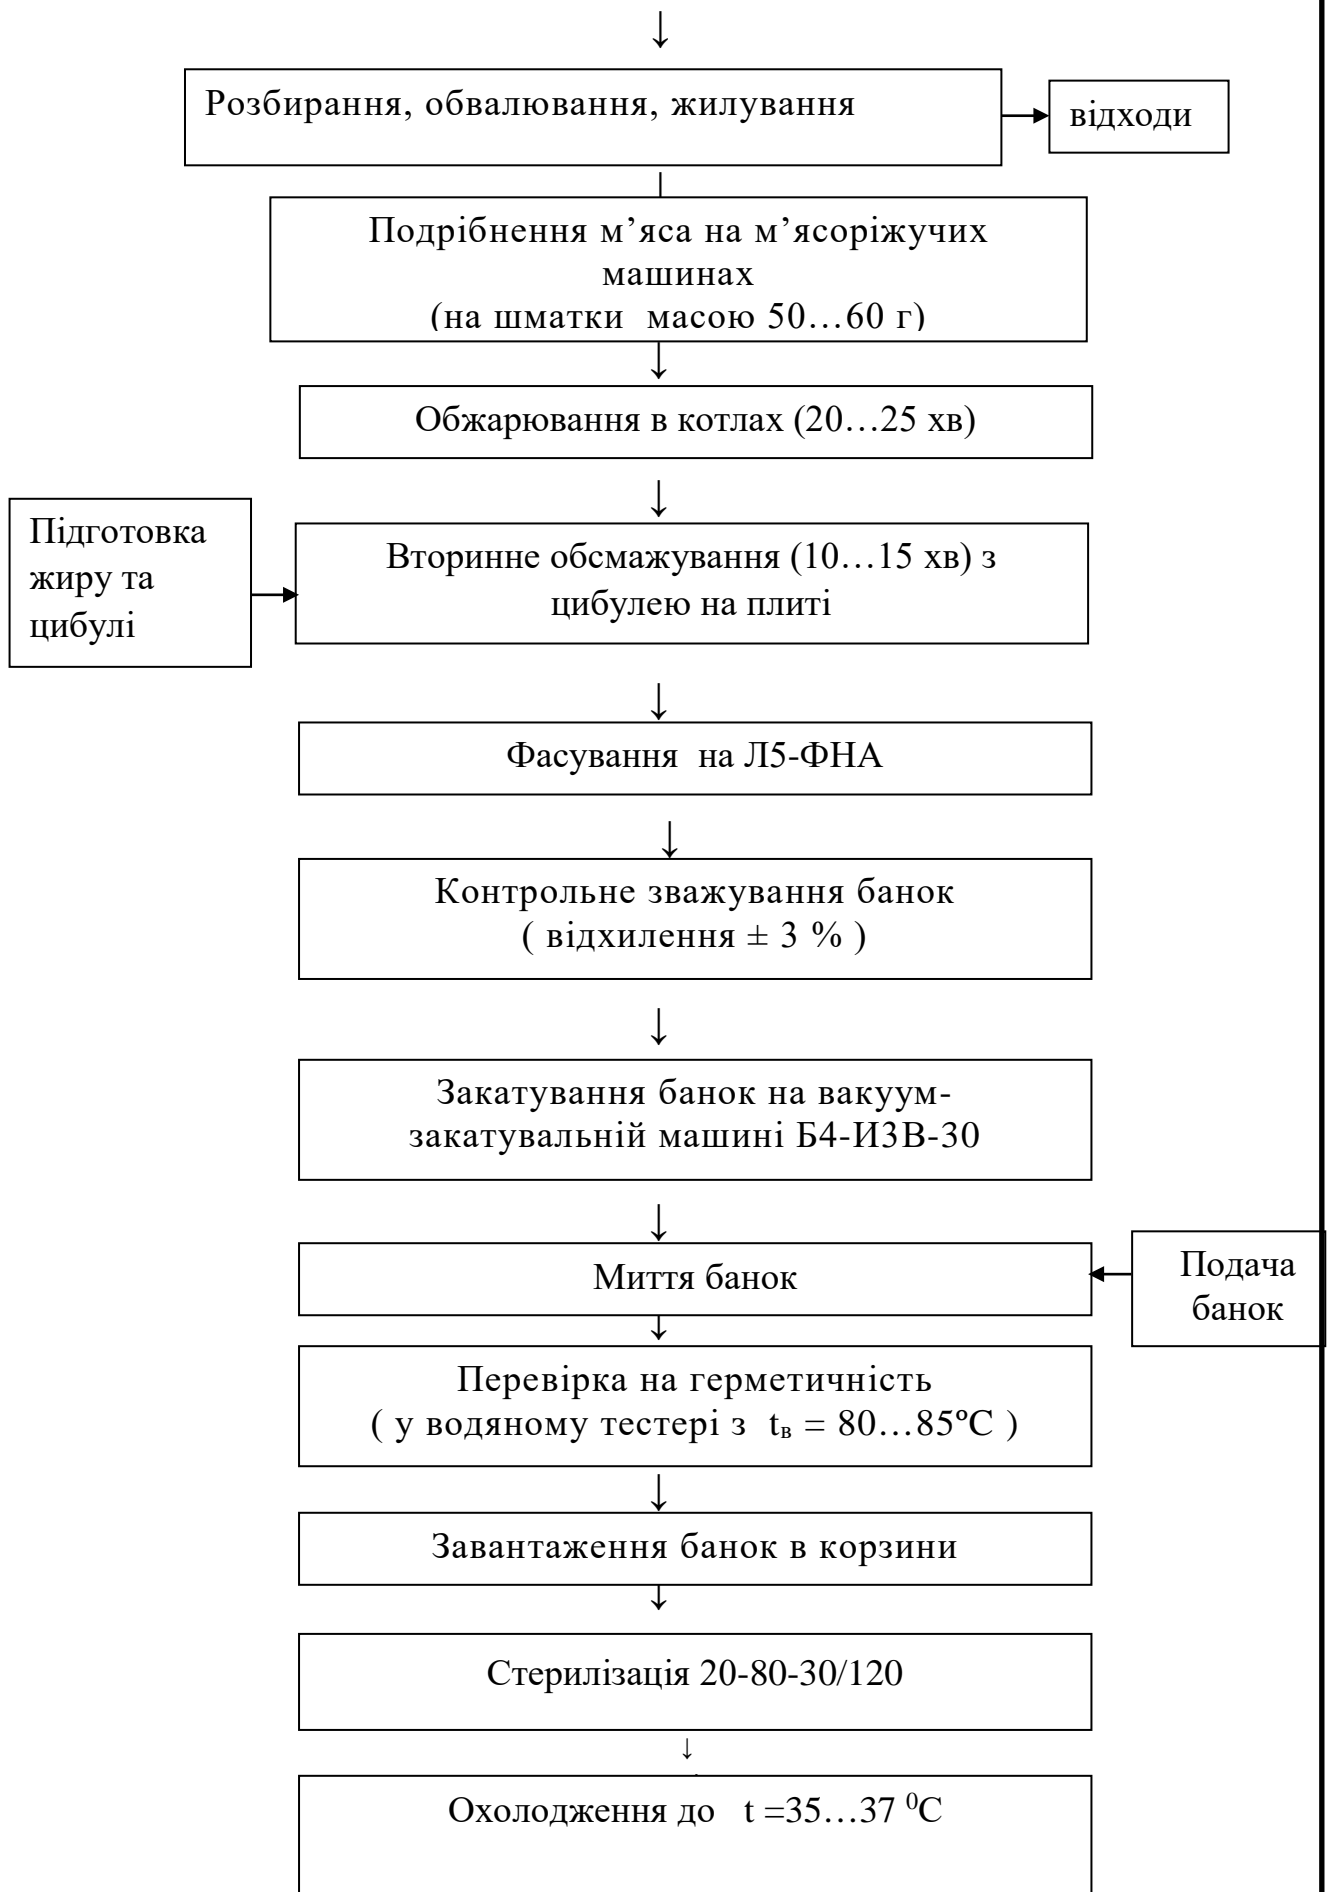 Розбирання, обвалювання, жилування
відходи
Подрібнення м’яса на м’ясоріжучих
машинах
(на шматки масою 50…60 г)
Обжарювання в котлах (20…25 хв)
Підготовка
жиру та
цибулі
Вторинне обсмажування (10…15 хв) з
цибулею на плиті
Фасування на Л5-ФНА
Контрольне зважування банок
( відхилення ± 3 % )
Закатування банок на вакуум-
закатувальній машині Б4-ИЗВ-30
Миття банок
Подача
банок
Перевірка на герметичність
( у водяному тестері з tв = 80…85ºС )
Завантаження банок в корзини
Стерилізація 20-80-30/120
Охолодження до t =35…37 ⁰С